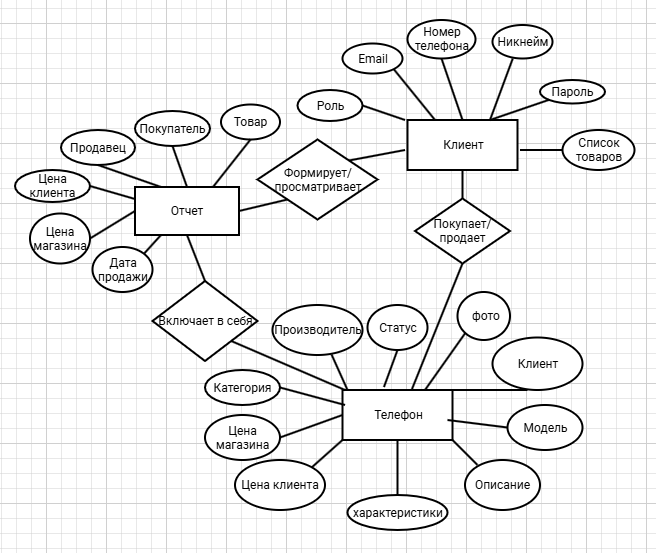 Номер
телефона
Никнейм
Email
Пароль
Роль
Товар
Покупатель
Продавец
Клиент
Список
товаров
Формирует/
просматривает
Цена
клиента
Отчет
Цена
магазина
Покупает/
продает
Дата
продажи
Включает в себя
Производитель
Статус
фото
Клиент
Категория
Телефон
Модель
Цена
магазина
Цена клиента
Описание
характеристики